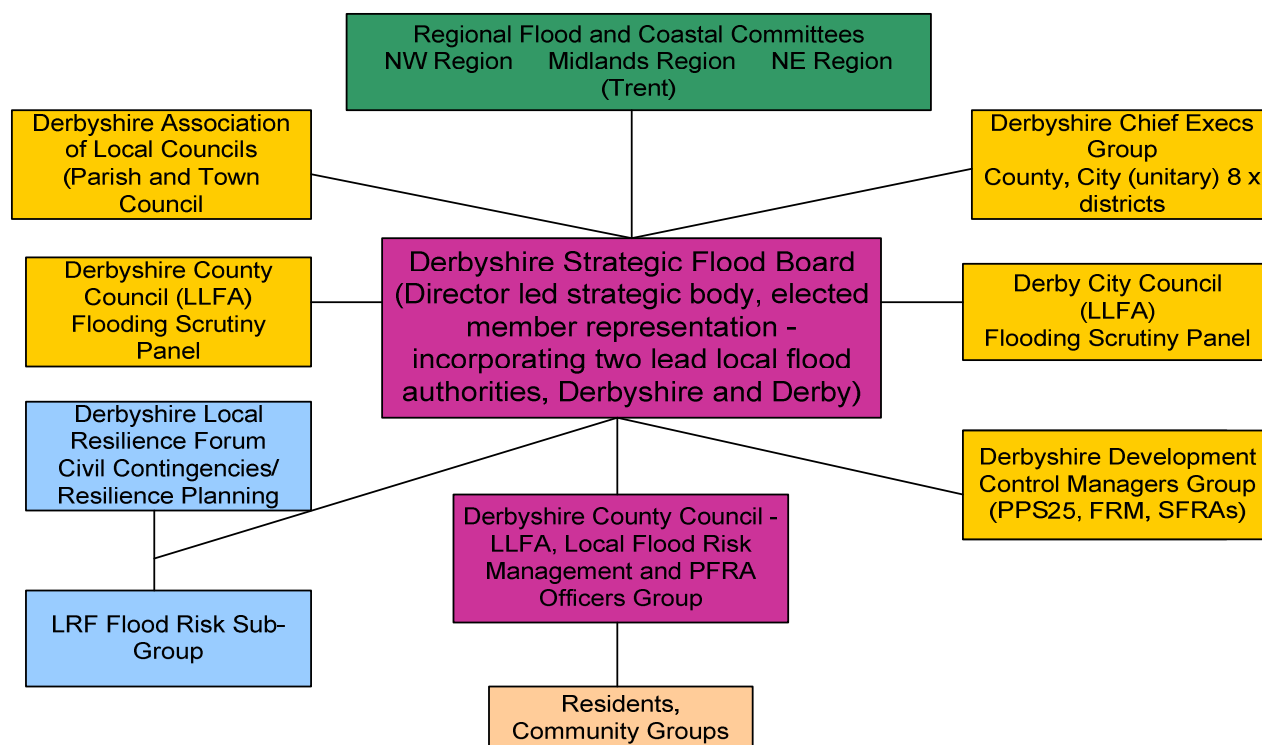 Regional Flood and Coastal Committees
NW Region Midlands Region NE Region
(Trent)
Derbyshire Association
of Local Councils
(Parish and Town
Council
Derbyshire Chief Execs
Group
County, City (unitary) 8 x
districts
Derbyshire Strategic Flood Board
(Director led strategic body, elected
member representation -
incorporating two lead local flood
authorities, Derbyshire and Derby)
Derbyshire County
Council (LLFA)
Flooding Scrutiny
Panel
Derby City Council
(LLFA)
Flooding Scrutiny Panel
Derbyshire Local
Resilience Forum
Civil Contingencies/
Resilience Planning
Derbyshire Development
Control Managers Group
(PPS25, FRM, SFRAs)
Derbyshire County Council -
LLFA, Local Flood Risk
Management and PFRA
Officers Group
LRF Flood Risk Sub-
Group
Residents,
Community Groups